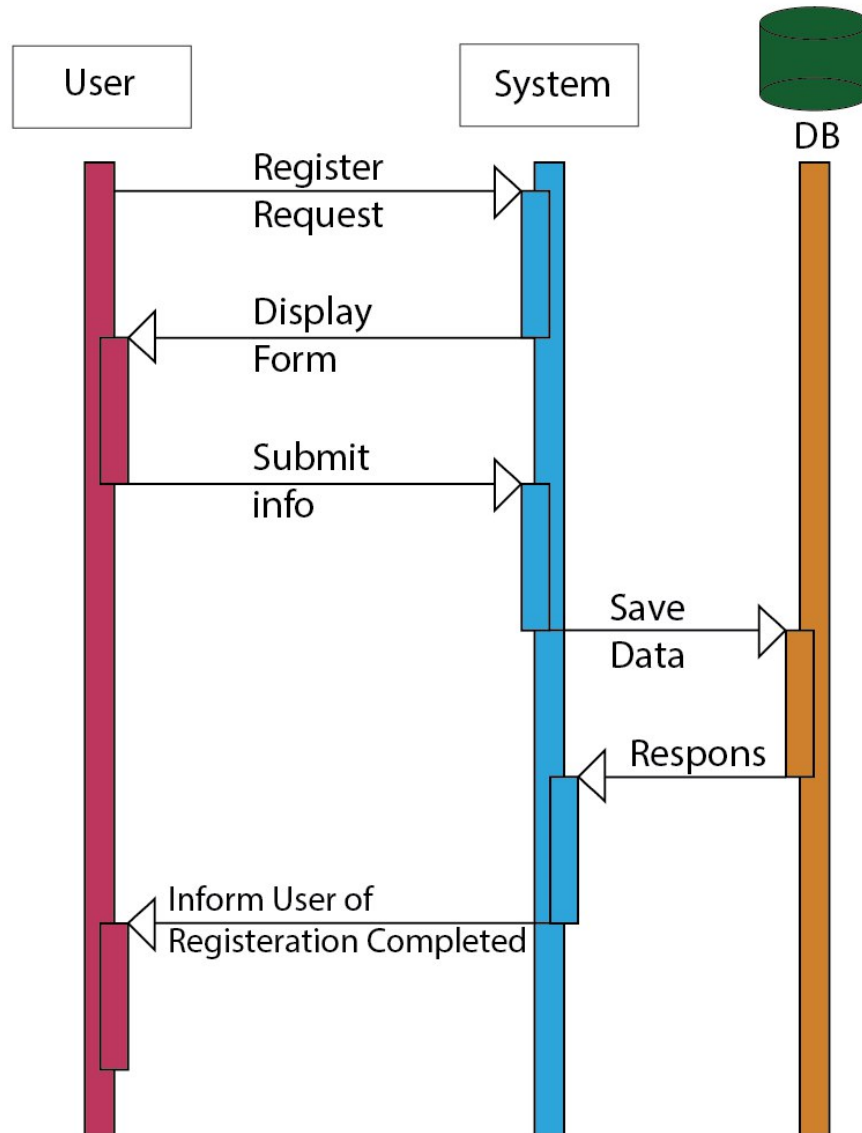 User
System
DB
Register
Request
Display
Form
Submit
info
Save
Data
Respons
Inform User of
Registeration Completed